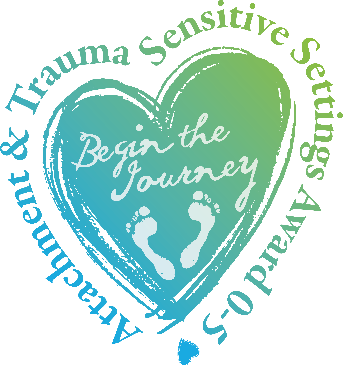 Attachment & Trauma Sensitive Settings Award 0-5
Begin the
Journey